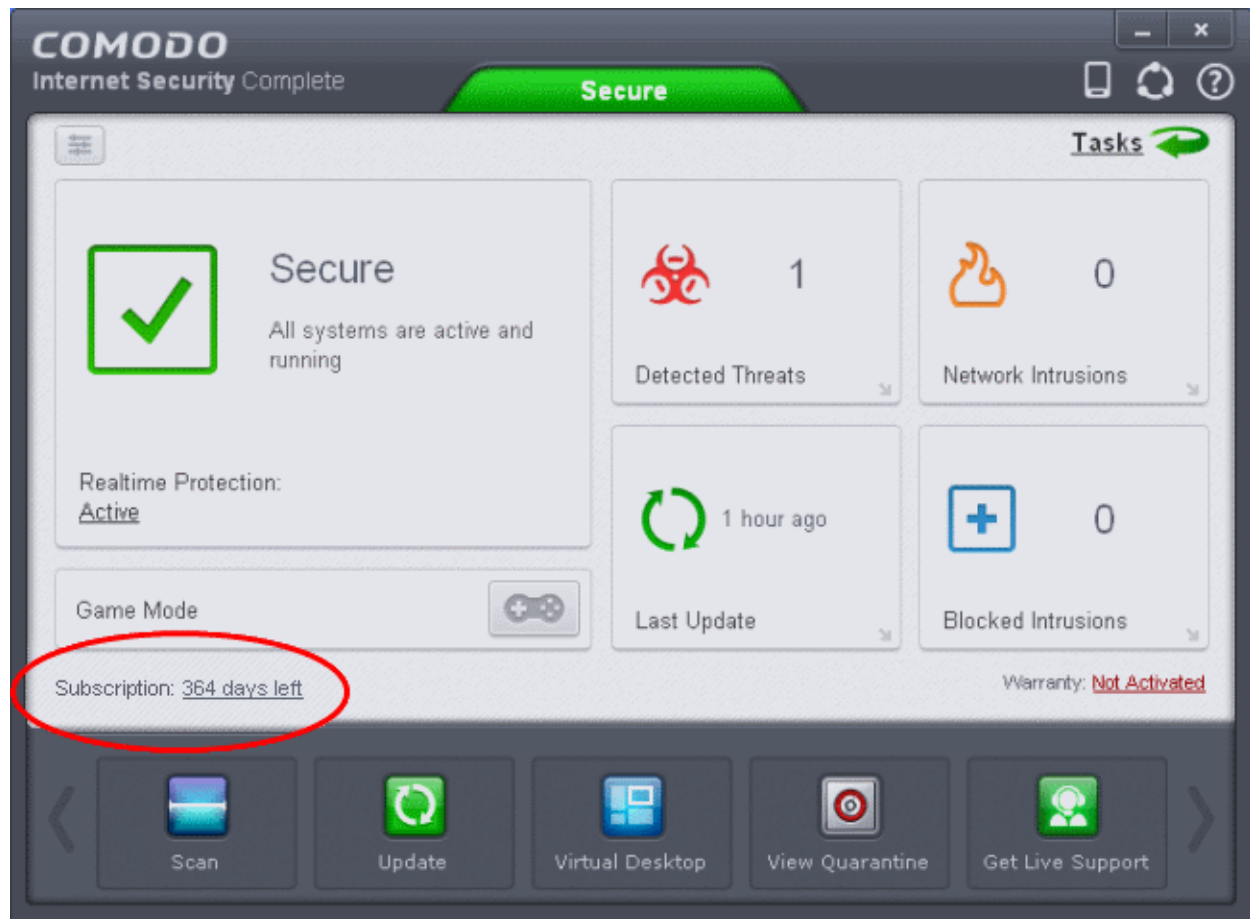 COMODO
Internet Security Complete
Secure
Tasks
Secure
All systems are active and
running
Realtime Protection:
Active
1
Detected Threats
0
Network Intrusions
1 hour ago
Last Update
0
Blocked Intrusions
Game Mode
Subscription: 364 days left
Warranty: Not Activated
Scan
Update
Virtual Desktop
View Quarantine
Get Live Support